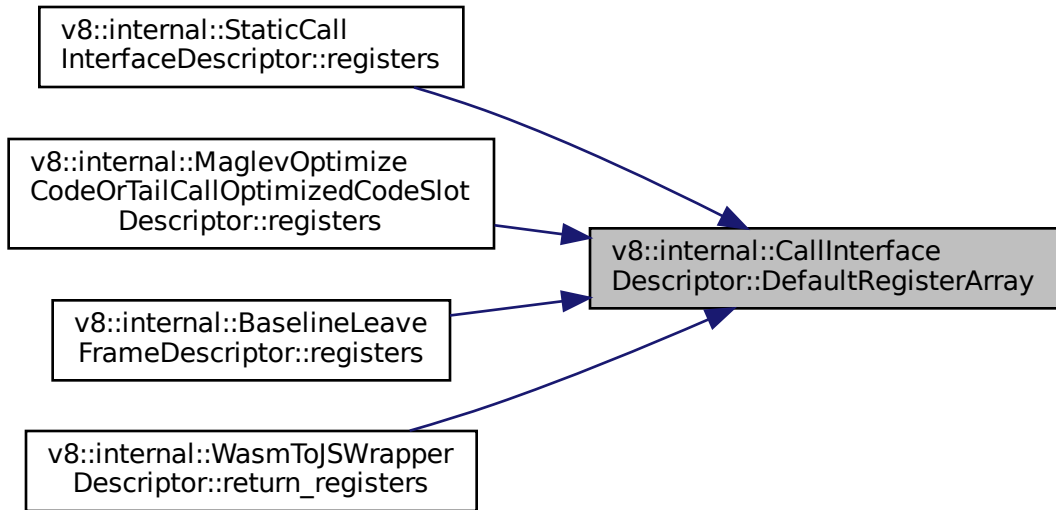 v8::internal::StaticCall
InterfaceDescriptor::registers
v8::internal::MaglevOptimize
CodeOrTailCallOptimizedCodeSlot
Descriptor::registers
v8::internal::CallInterface
Descriptor::DefaultRegisterArray
v8::internal::BaselineLeave
FrameDescriptor::registers
v8::internal::WasmToJSWrapper
Descriptor::return_registers